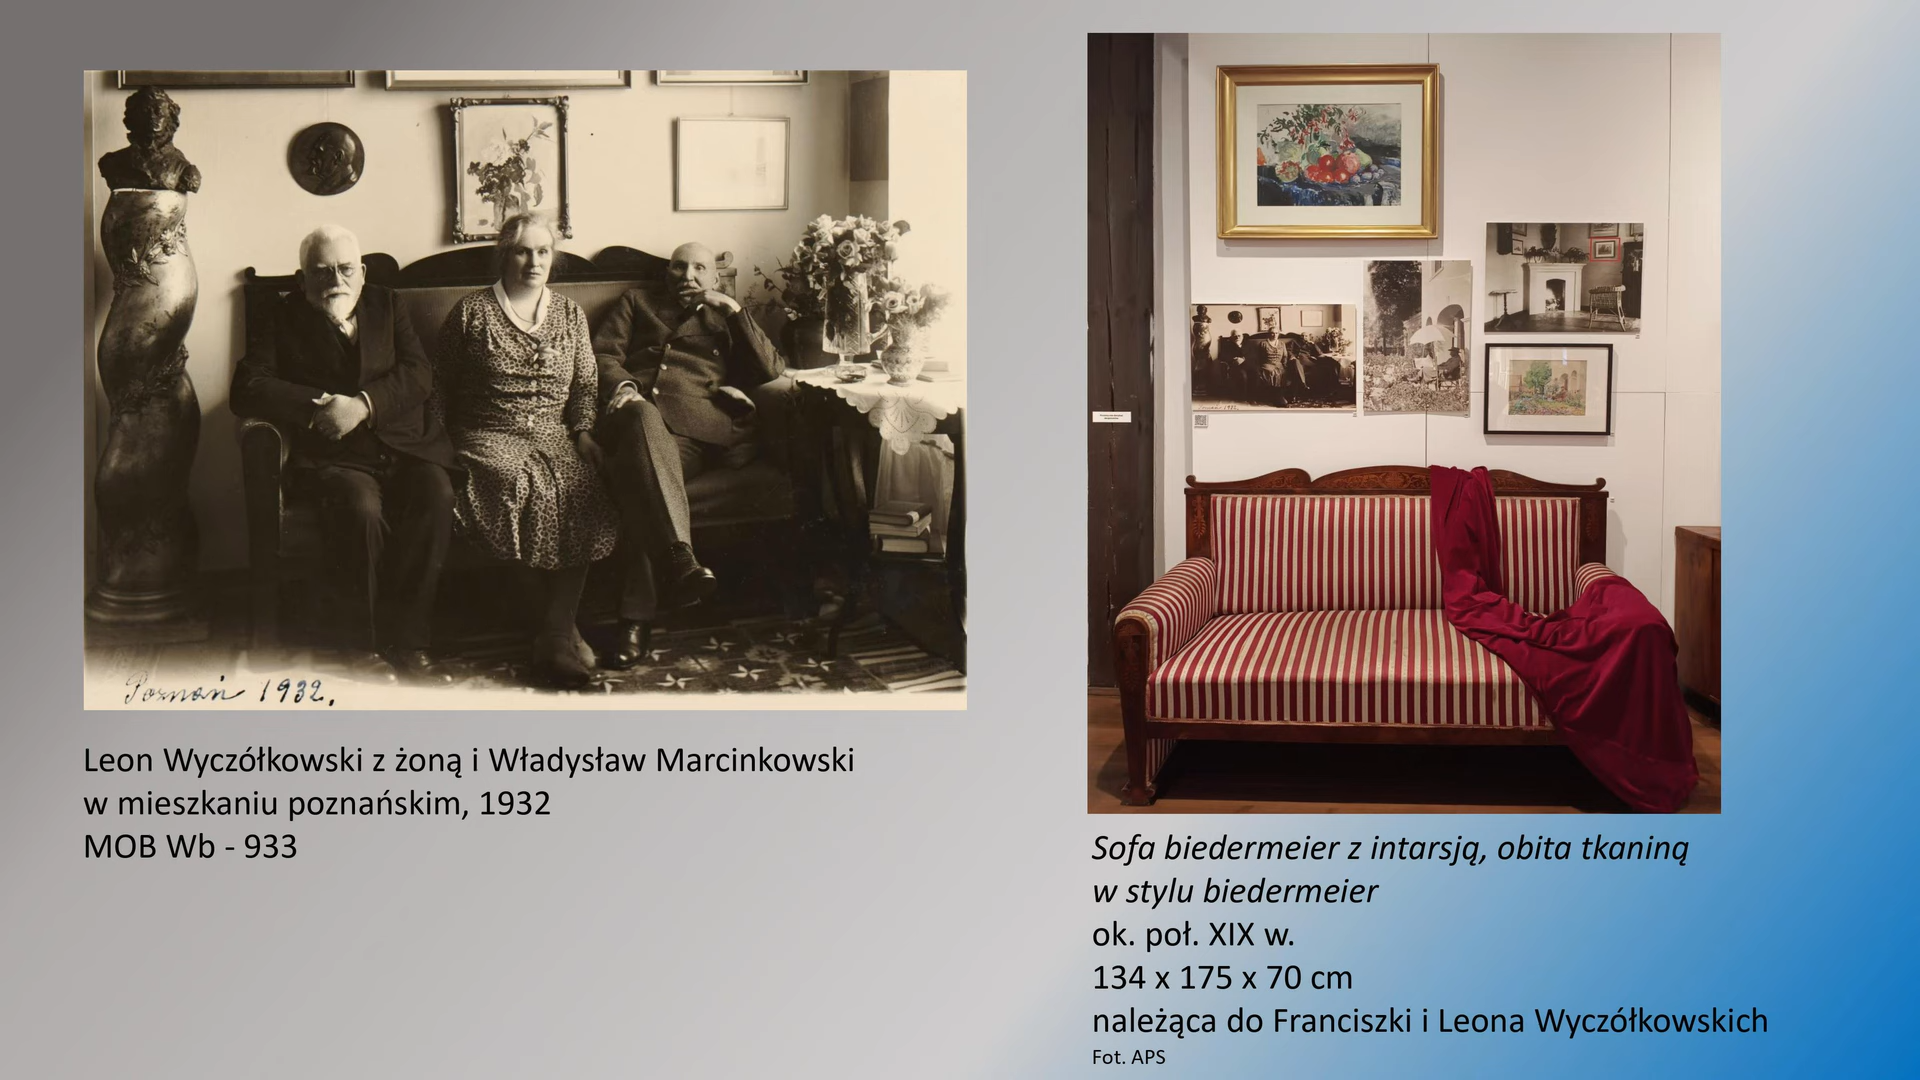 Poznań 1932.
Leon Wyczółkowski z żoną i Władysław Marcinkowski
w mieszkaniu poznańskim, 1932
MOB Wb - 933
Sofa biedermeier z intarsją, obita tkaniną
w stylu biedermeier
ok. poł. XIX w.
134 x 175 x 70 cm
należąca do Franciszki i Leona Wyczółkowskich
Fot. APS